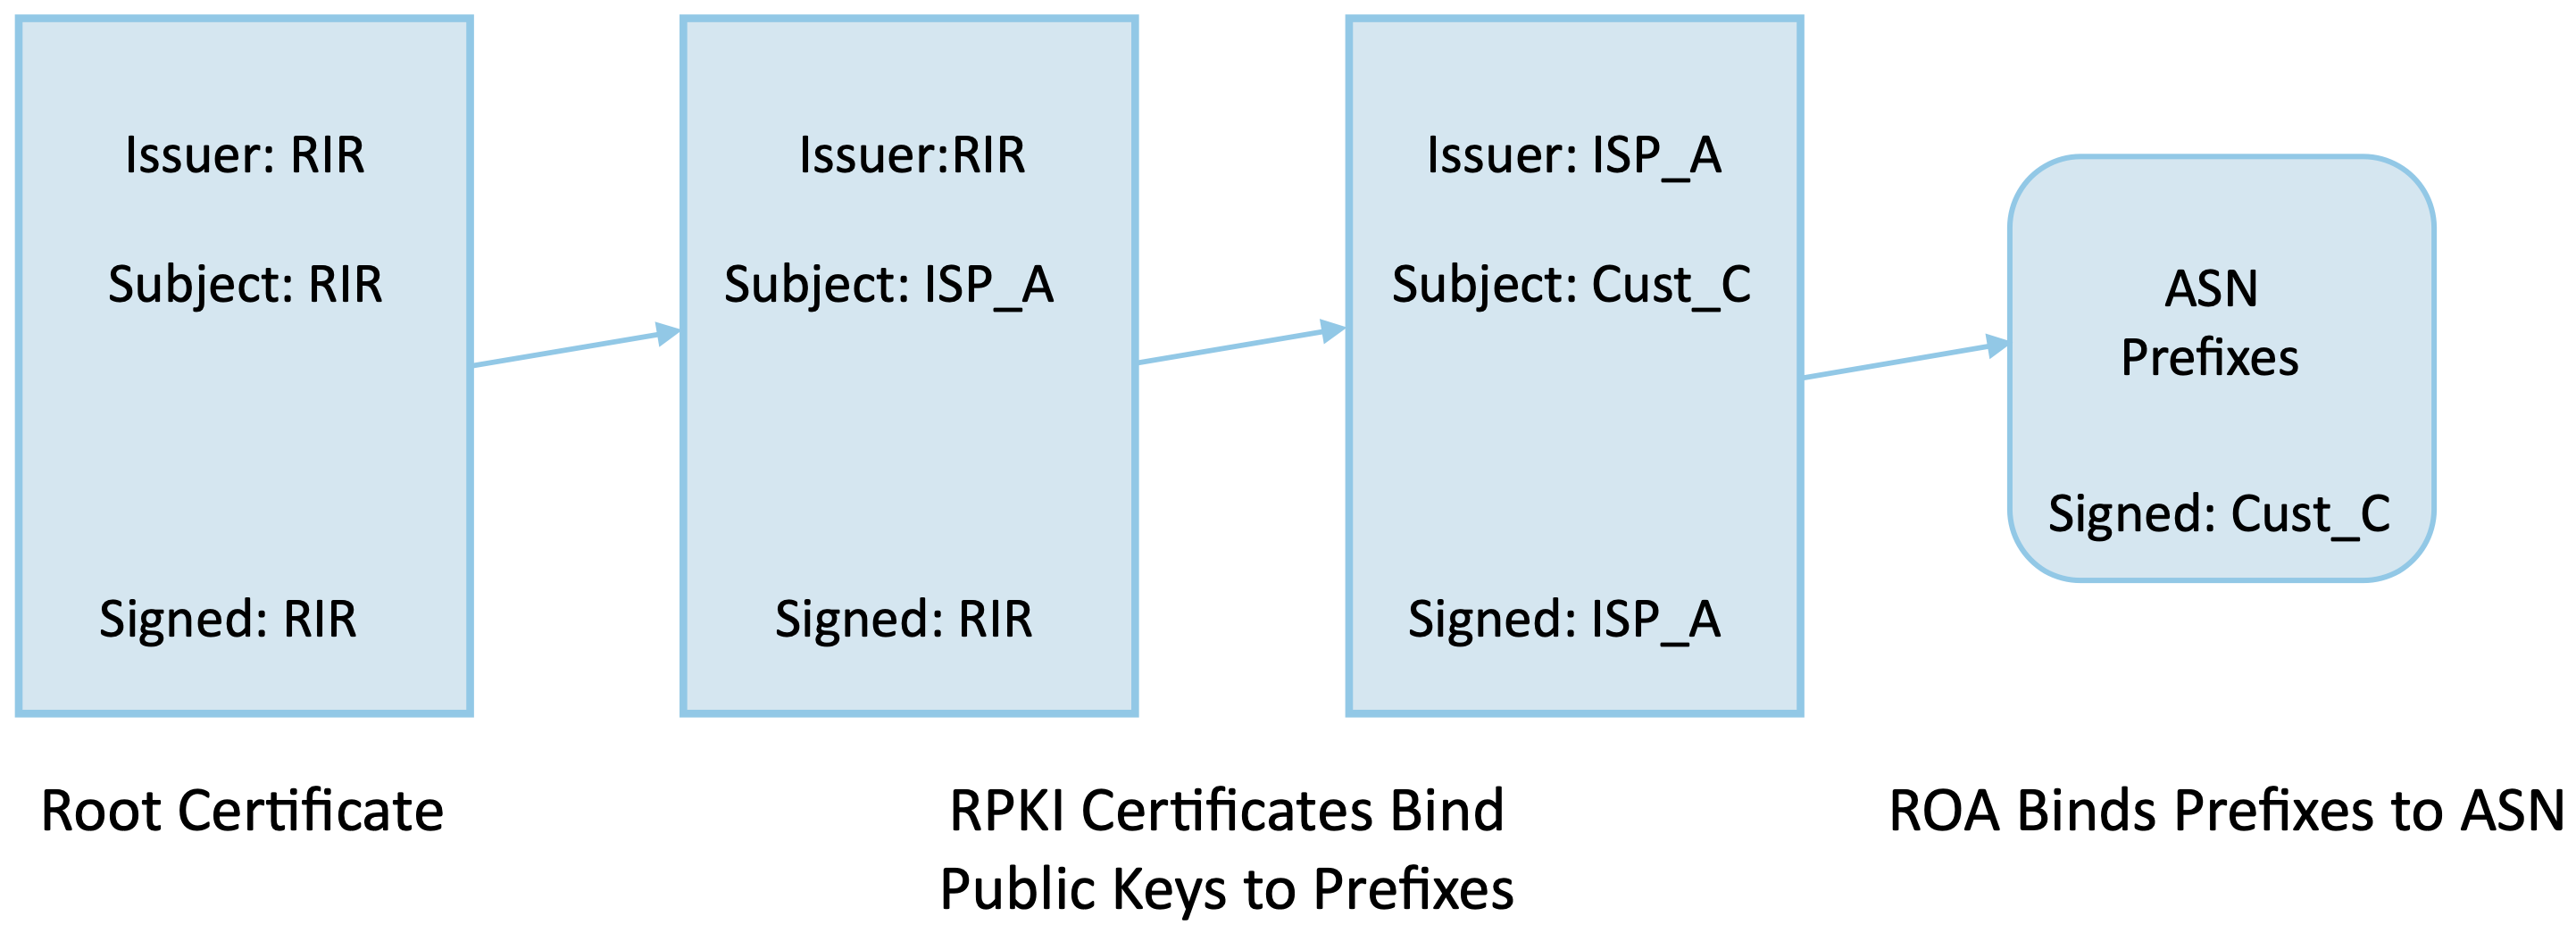 Issuer: RIR
Subject: RIR
Signed: RIR
Issuer:RIR
Subject: ISP_A
Signed: RIR
Issuer: ISP_A
Subject: Cust_C
Signed: ISP_A
ASN
Prefixes
Signed: Cust_C
Root Certificate
RPKI Certificates Bind
Public Keys to Prefixes
ROA Binds Prefixes to ASN